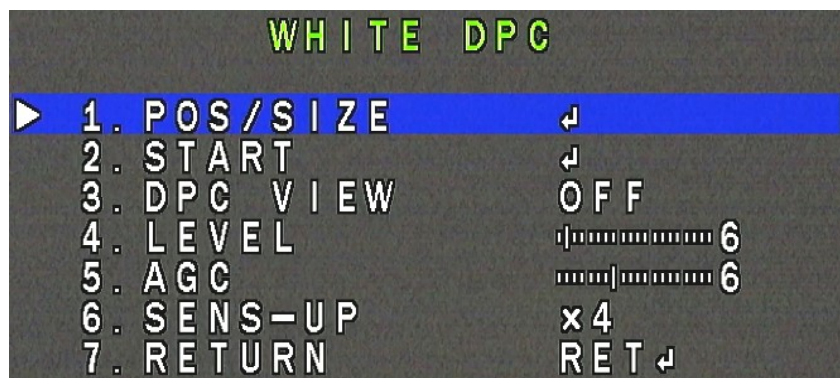 WHITE DPC
1. POS/SIZE ↲
2. START ↲
3. DPC VIEW OFF
4. LEVEL 6
5. AGC 6
6. SENS-UP ×4
7. RETURN RET↲